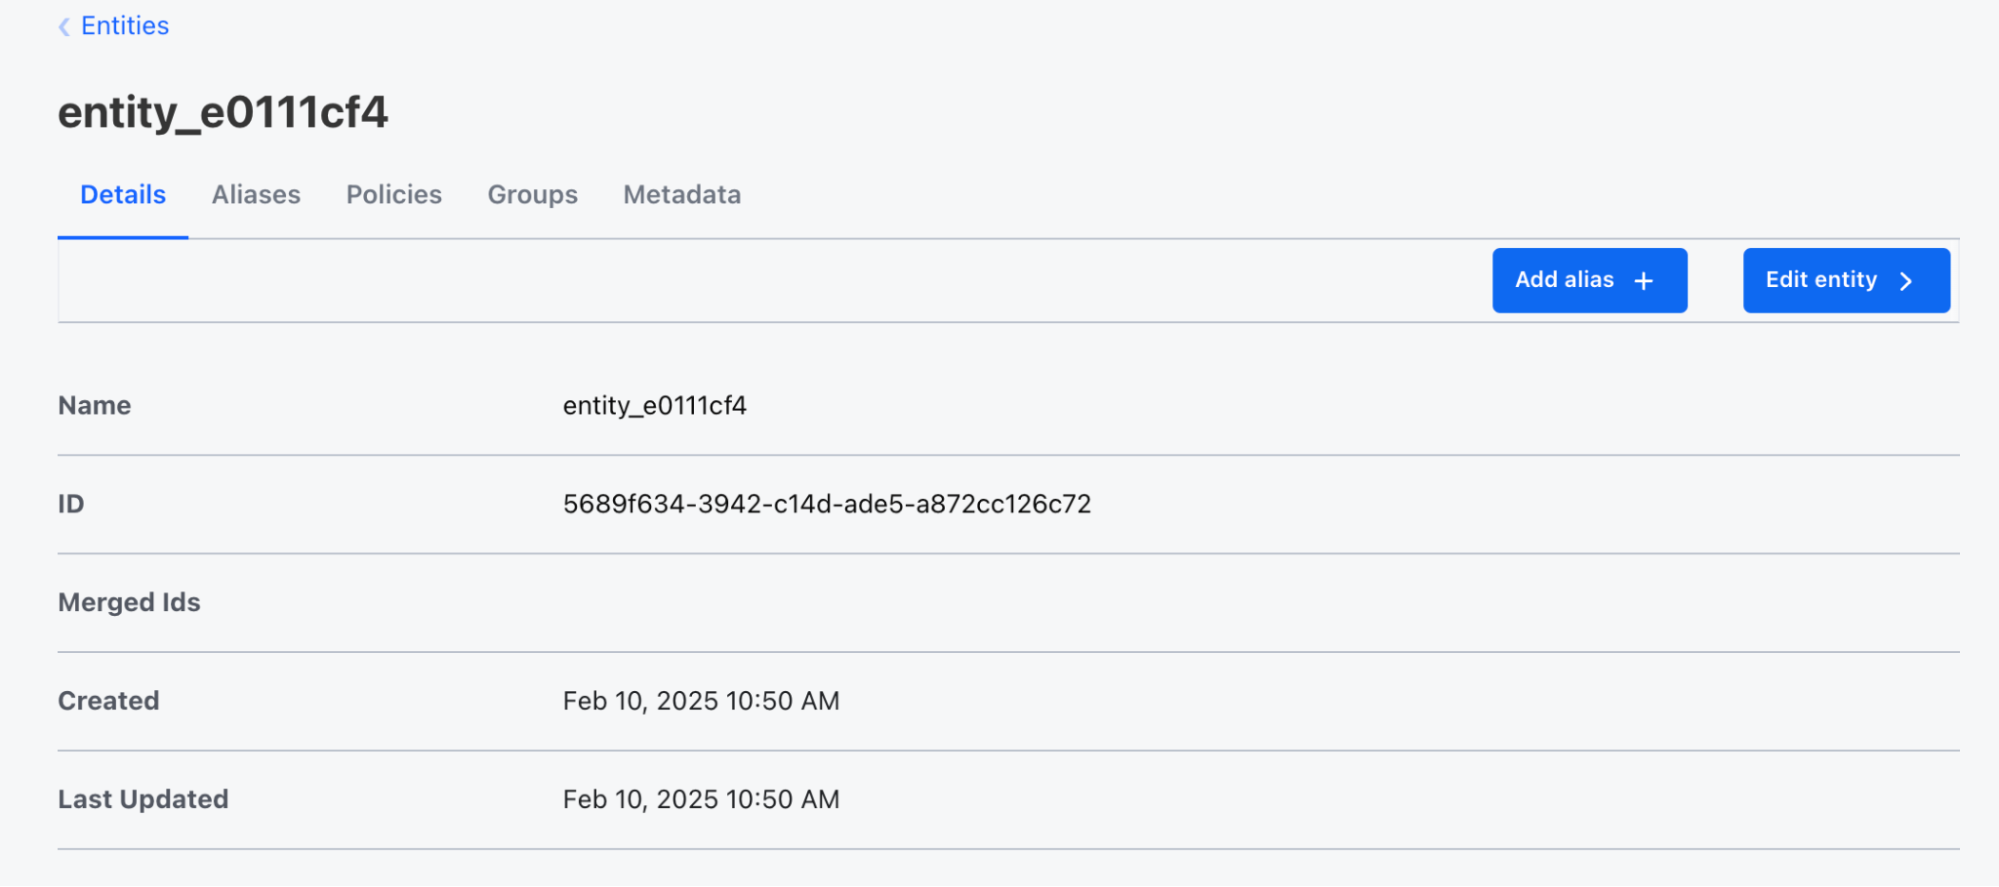 Entities
entity_e0111cf4
Details Aliases Policies Groups Metadata
Add alias Edit entity
Name entity_e0111cf4
ID 5689f634-3942-c14d-ade5-a872cc126c72
Merged Ids
Created Feb 10, 2025 10:50 AM
Last Updated Feb 10, 2025 10:50 AM